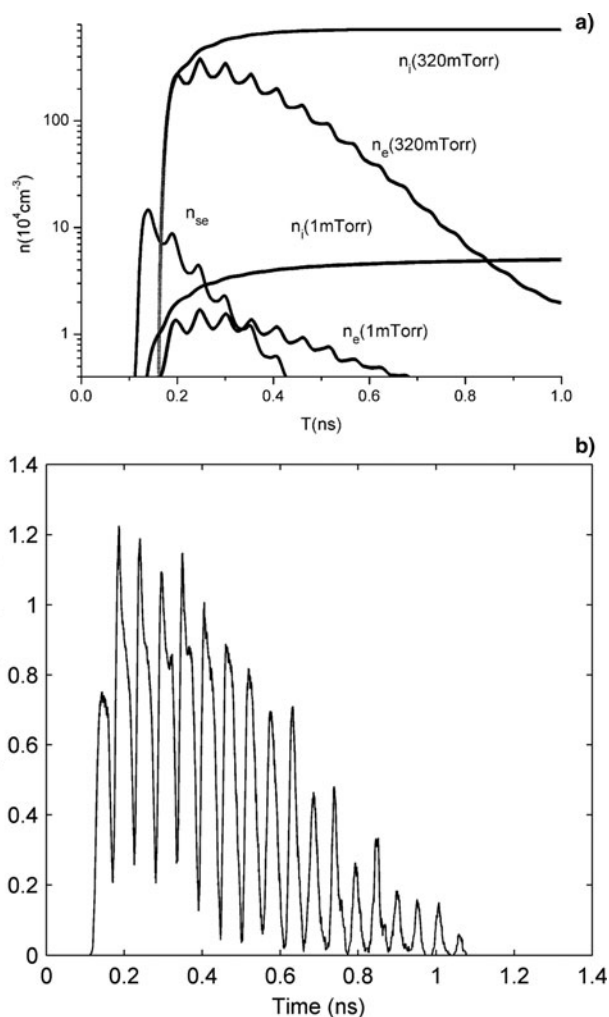 a)
n_i(320mTorr)
100
n_e(320mTorr)
n(10^4cm^-3)
n_se
n_i(1mTorr)
10
1
n_e(1mTorr)
0.0 0.2 0.4 0.6 0.8 1.0
T(ns)
b)
1.4
1.2
1
0.8
0.6
0.4
0.2
0
0 0.2 0.4 0.6 0.8 1 1.2 1.4
Time (ns)